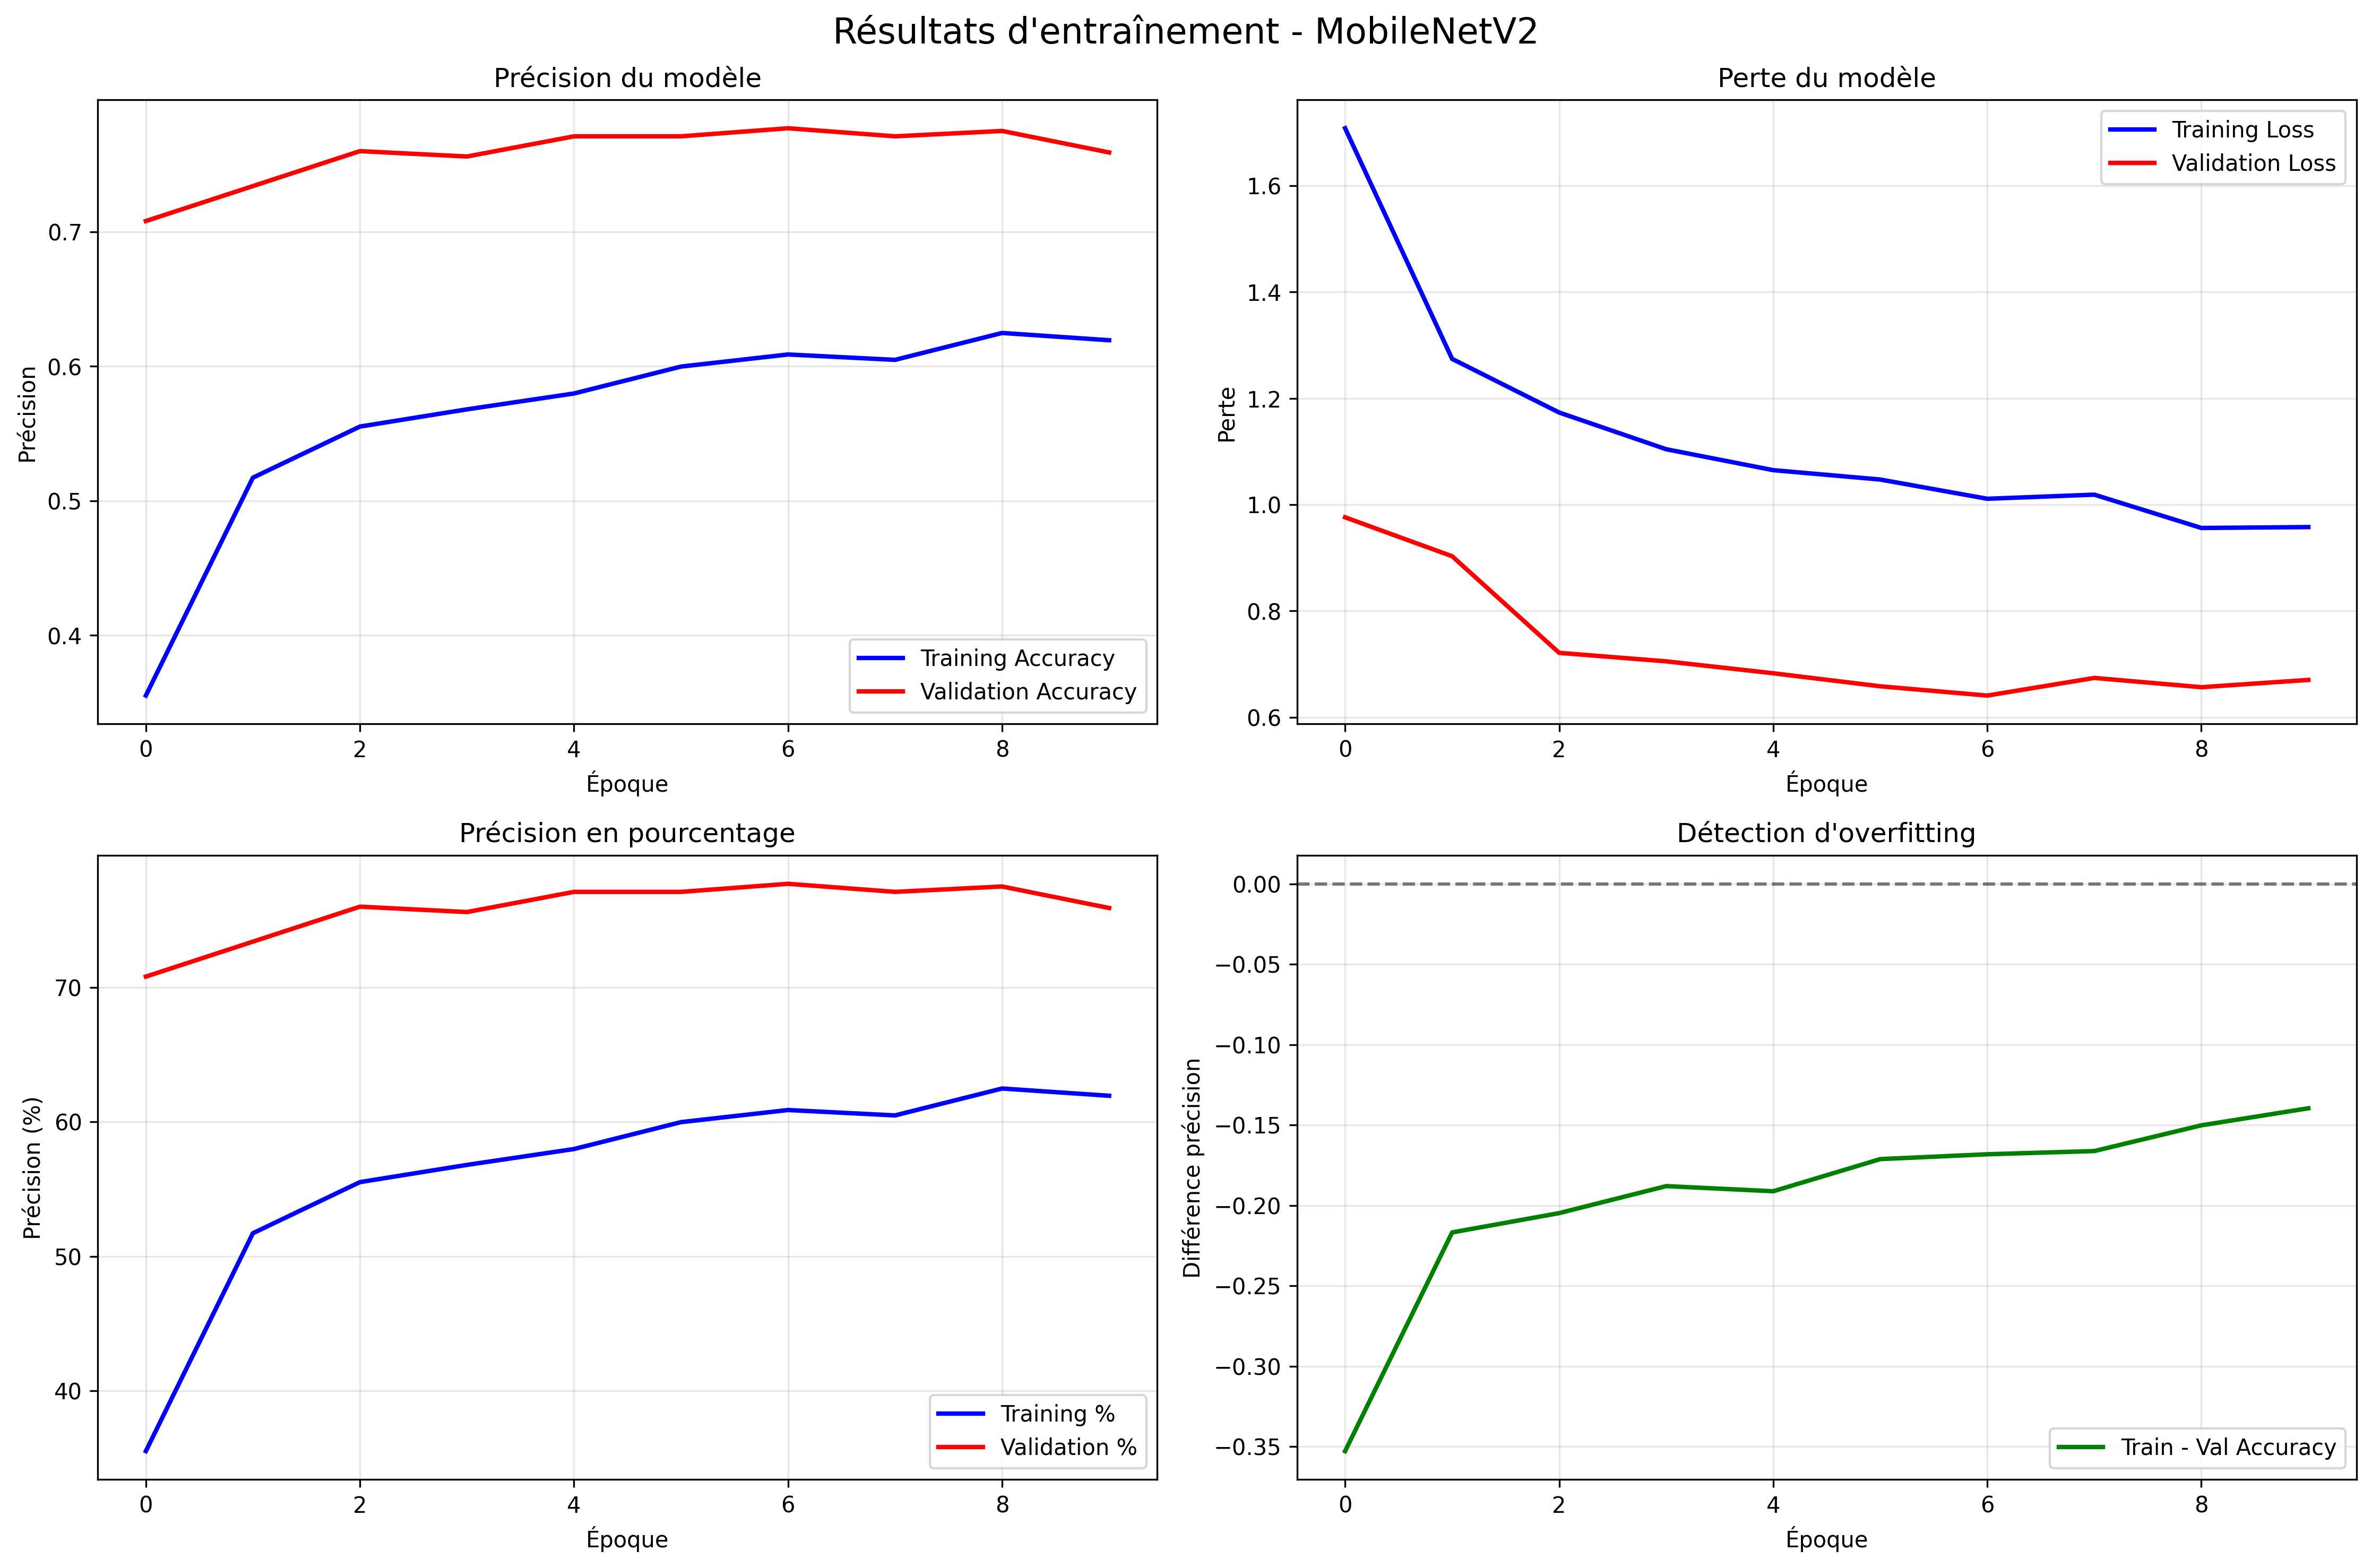 Résultats d'entraînement - MobileNetV2
Précision du modèle
Précision
0.7
0.6
0.5
0.4
0
2
4
6
8
Époque
Training Accuracy
Validation Accuracy
Perte du modèle
Perte
1.6
1.4
1.2
1.0
0.8
0.6
0
2
4
6
8
Époque
Training Loss
Validation Loss
Précision en pourcentage
Précision (%)
70
60
50
40
0
2
4
6
8
Époque
Training %
Validation %
Détection d'overfitting
Différence précision
0.00
−0.05
−0.10
−0.15
−0.20
−0.25
−0.30
−0.35
0
2
4
6
8
Époque
Train - Val Accuracy